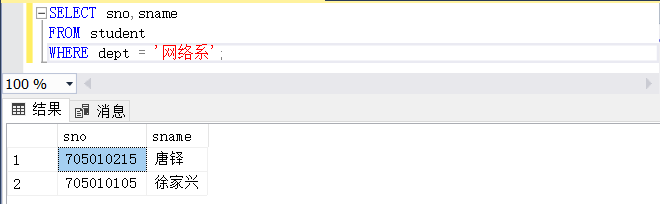 SELECT sno,sname
FROM student
WHERE dept = '网络系';
100 %
结果 消息
sno sname
1 705010215 唐铎
2 705010105 徐家兴